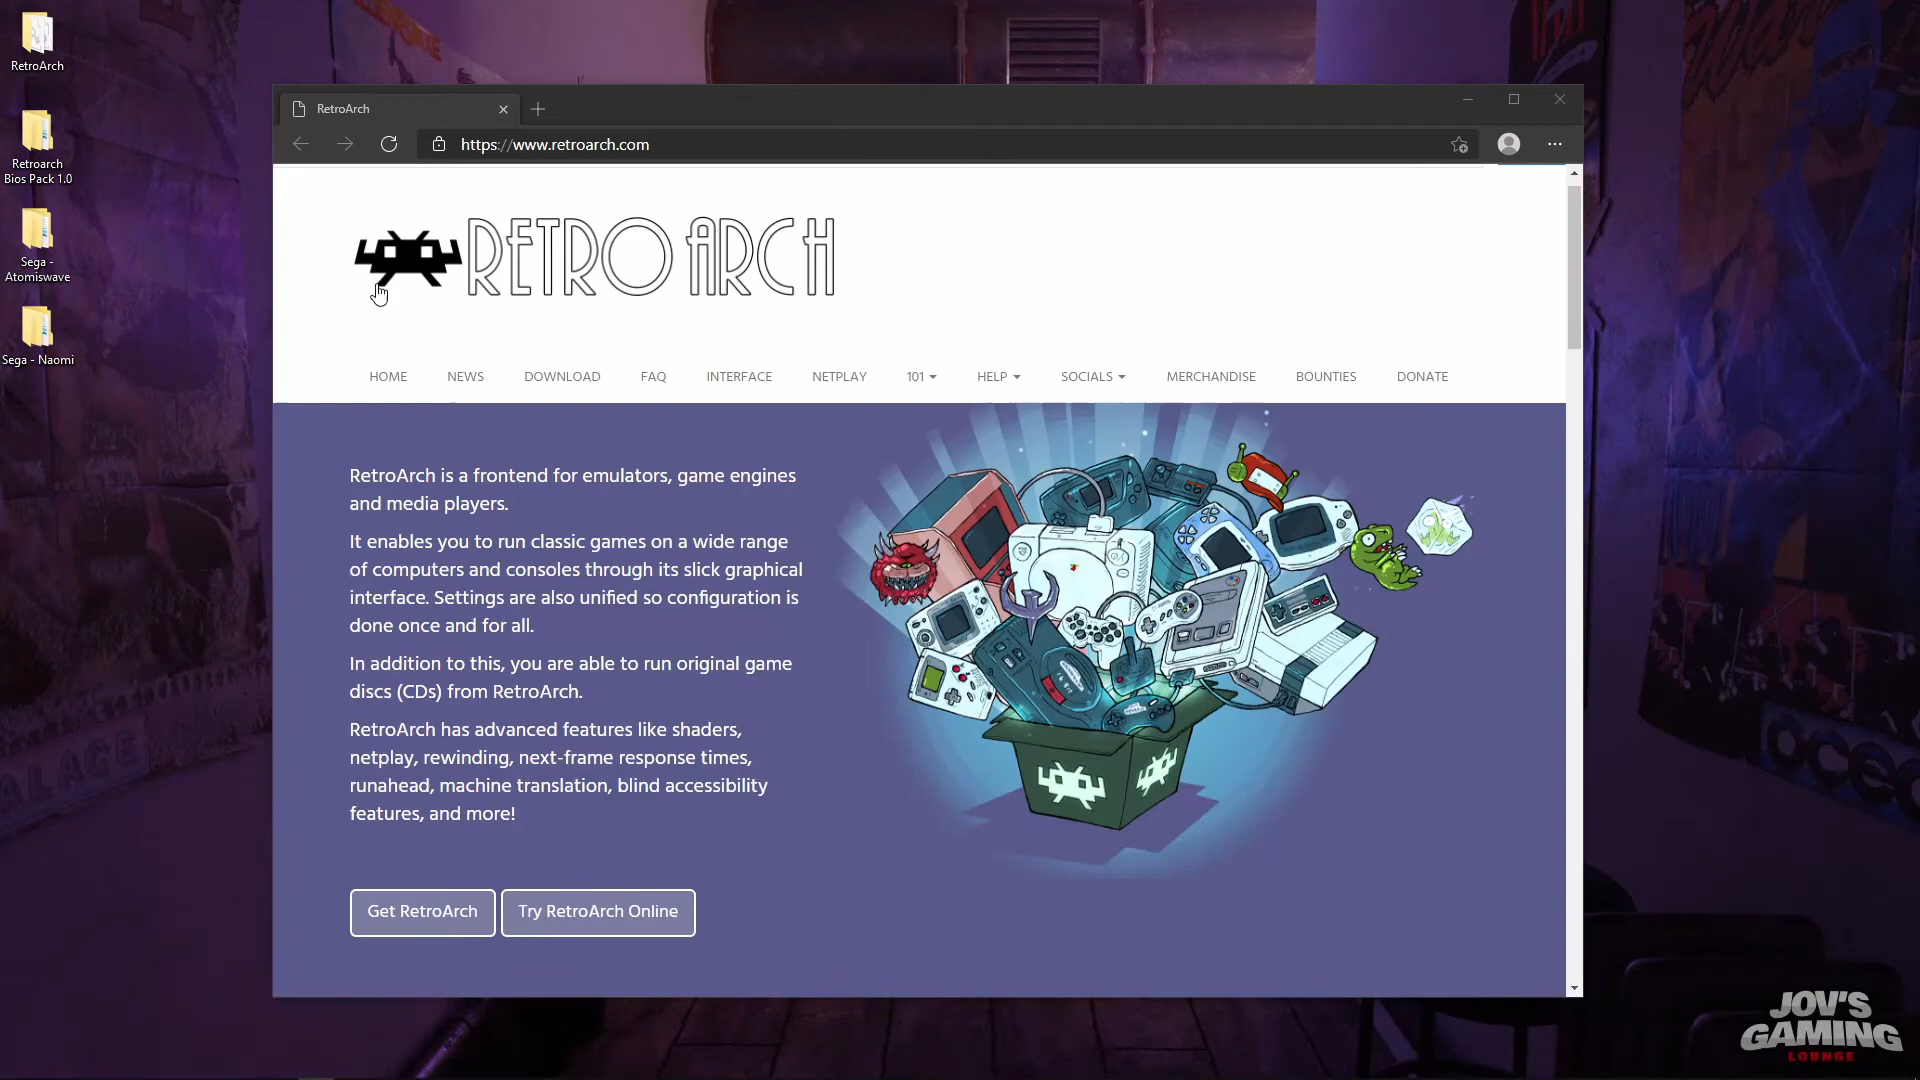 RetroArch
Retroarch
Bios Pack 1.0
Sega -
Atomiswave
Sega - Naomi
RetroArch
https://www.retroarch.com
RETROARCH
HOME NEWS DOWNLOAD FAQ INTERFACE NETPLAY 101 HELP SOCIALS MERCHANDISE BOUNTIES DONATE
RetroArch is a frontend for emulators, game engines
and media players.
It enables you to run classic games on a wide range
of computers and consoles through its slick graphical
interface. Settings are also unified so configuration is
done once and for all.
In addition to this, you are able to run original game
discs (CDs) from RetroArch.
RetroArch has advanced features like shaders,
netplay, rewinding, next-frame response times,
runahead, machine translation, blind accessibility
features, and more!
Get RetroArch Try RetroArch Online
JOV'S
GAMING
LOUNGE